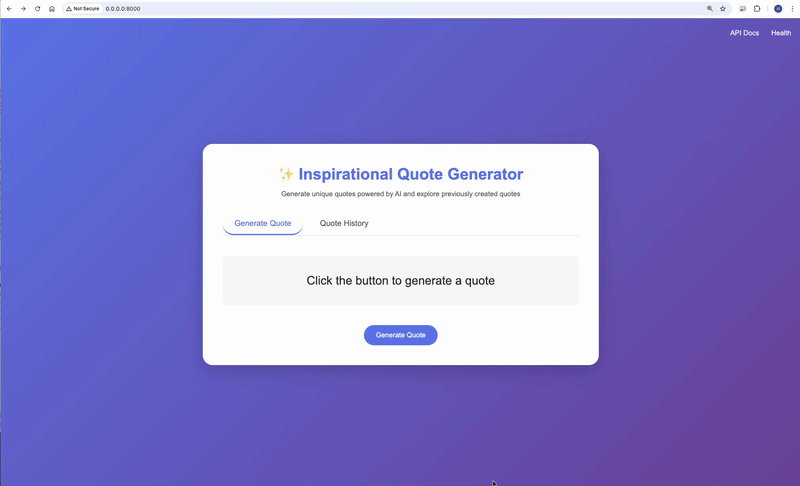 Not Secure 0.0.0.0:8000
API Docs Health
✨ Inspirational Quote Generator
Generate unique quotes powered by AI and explore previously created quotes
Generate Quote Quote History
Click the button to generate a quote
Generate Quote